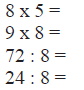 8 x 5 =
9 x 8 =
72 : 8 =
24 : 8 =